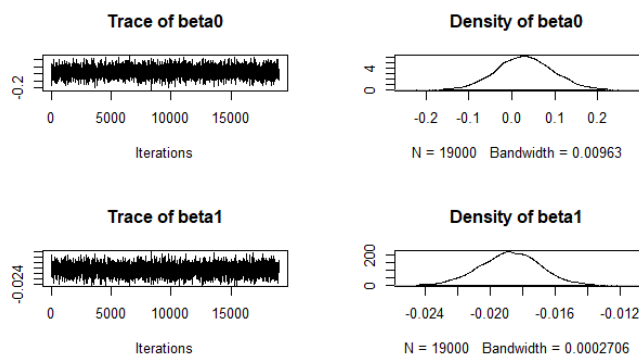 Trace of beta0
-0.2
0 5000 10000 15000
Iterations
Density of beta0
0 4
-0.2 -0.1 0.0 0.1 0.2
N = 19000 Bandwidth = 0.00963
Trace of beta1
-0.024
0 5000 10000 15000
Iterations
Density of beta1
0 200
-0.024 -0.020 -0.016 -0.012
N = 19000 Bandwidth = 0.0002706